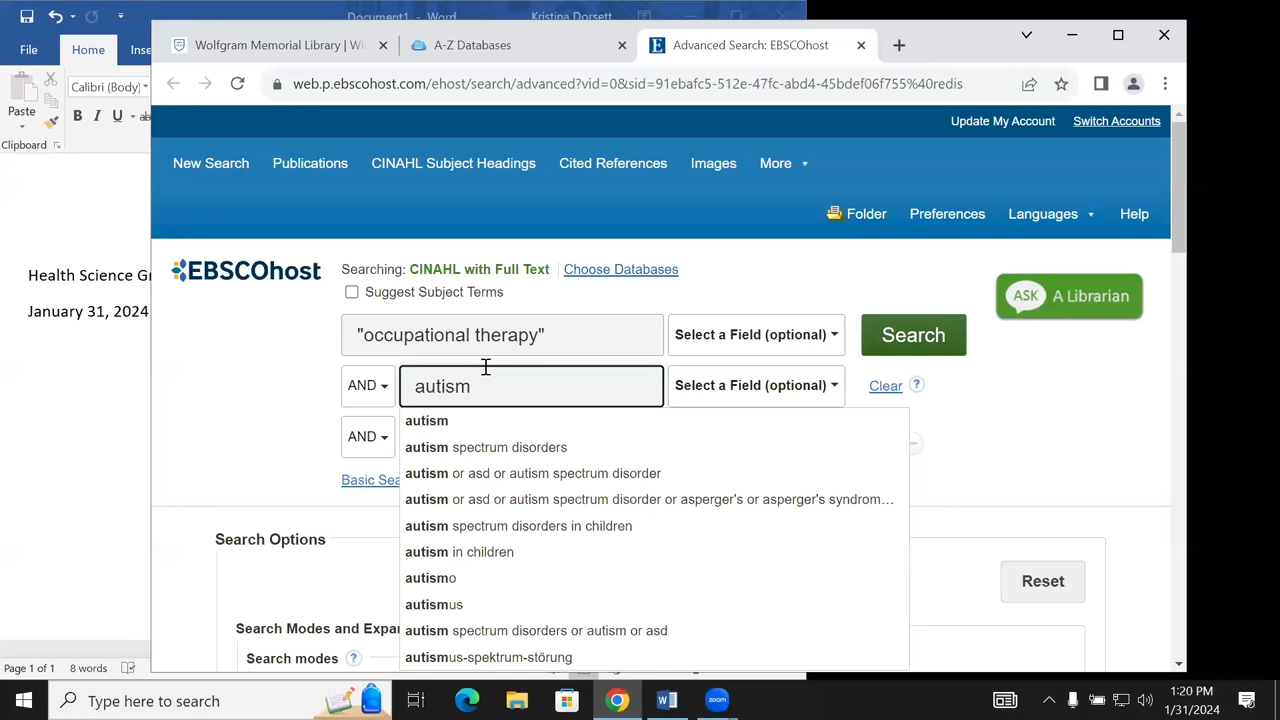 Document1 - Word
Kristina Dorsett
File
Home
Inse
Paste
Calibri (Body)
B I U ab
Clipboard
Health Science Gr
January 31, 2024
Page 1 of 1
8 words
Wolfgram Memorial Library | Wi
A-Z Databases
Advanced Search: EBSCOhost
web.p.ebscohost.com/ehost/search/advanced?vid=0&sid=91ebafc5-512e-47fc-abd4-45bdef06f755%40redis
Update My Account
Switch Accounts
New Search
Publications
CINAHL Subject Headings
Cited References
Images
More
Folder
Preferences
Languages
Help
EBSCOhost
Searching: CINAHL with Full Text
Choose Databases
Suggest Subject Terms
ASK A Librarian
"occupational therapy"
Select a Field (optional)
Search
AND
autism
Select a Field (optional)
Clear
?
AND
autism
autism spectrum disorders
autism or asd or autism spectrum disorder
autism or asd or autism spectrum disorder or asperger's or asperger's syndrom…
autism spectrum disorders in children
autism in children
autismo
autismus
autism spectrum disorders or autism or asd
autismus-spektrum-störung
Basic Sea
Search Options
Reset
Search Modes and Expan
Search modes
?
Type here to search
1:20 PM
1/31/2024
zoom